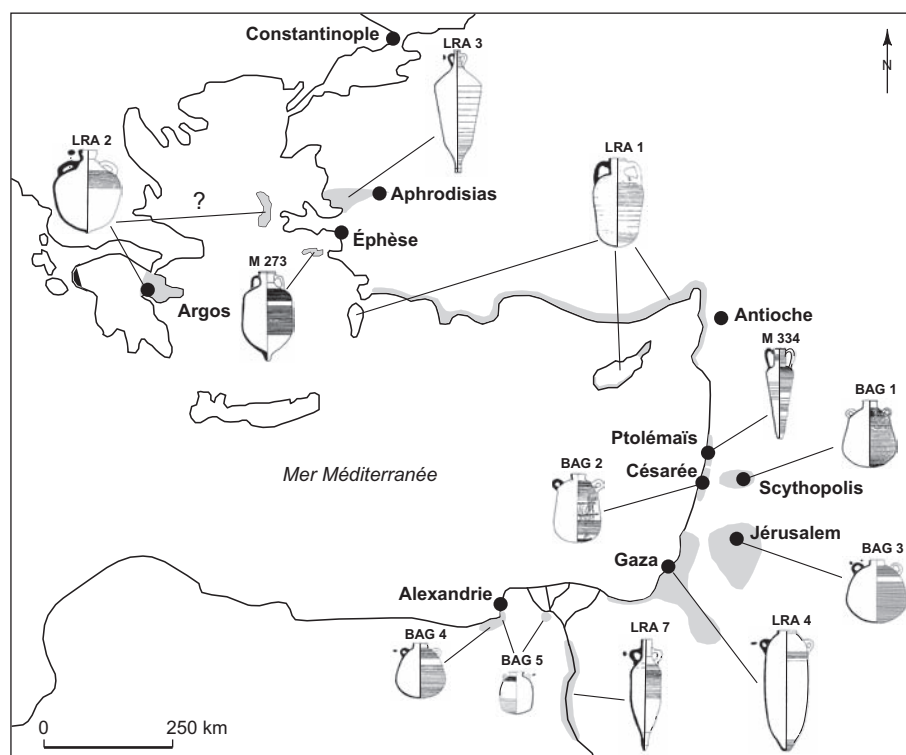 Constantinople
LRA 3
N
LRA 2
LRA 1
Aphrodisias
?
Éphèse
M 273
Argos
Antioche
M 334
BAG 1
Ptolémaïs
BAG 2
Césarée
Mer Méditerranée
Scythopolis
Jérusalem
BAG 3
Gaza
Alexandrie
LRA 7
LRA 4
BAG 4
BAG 5
0 250 km